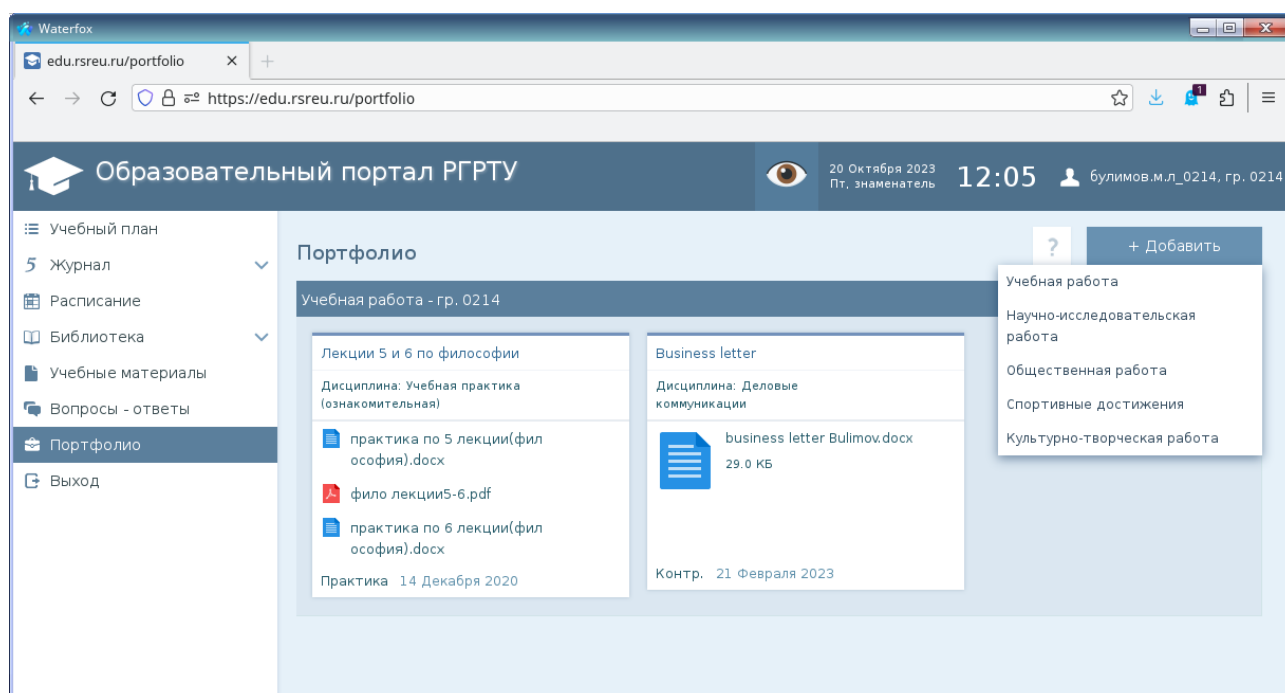 Waterfox
edu.rsreu.ru/portfolio
https://edu.rsreu.ru/portfolio
1
Образовательный портал РГРТУ
20 Октября 2023
Пт, знаменатель
12:05
булимов.м.л_0214, гр. 0214
Учебный план
5 Журнал
Расписание
Библиотека
Учебные материалы
Вопросы - ответы
Портфолио
Выход
Портфолио
?
+ Добавить
Учебная работа
Научно-исследовательская
работа
Общественная работа
Спортивные достижения
Культурно-творческая работа
Учебная работа - гр. 0214
Лекции 5 и 6 по философии
Дисциплина: Учебная практика
(ознакомительная)
практика по 5 лекции(фил
ософия).docx
фило лекции5-6.pdf
практика по 6 лекции(фил
ософия).docx
Практика 14 Декабря 2020
Business letter
Дисциплина: Деловые
коммуникации
business letter Bulimov.docx
29.0 КБ
Контр. 21 Февраля 2023